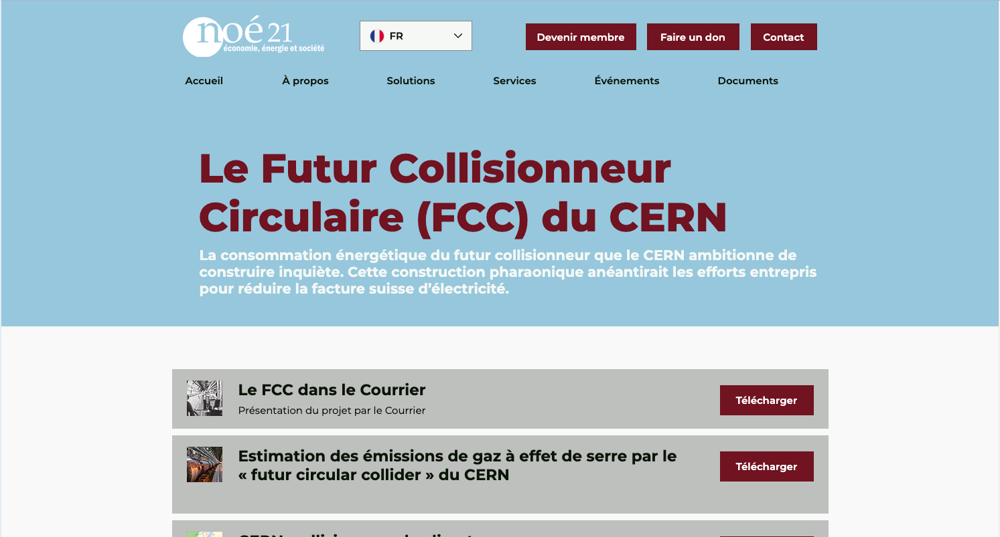 noé 21
économie, énergie et société
FR
Devenir membre
Faire un don
Contact
Accueil
À propos
Solutions
Services
Événements
Documents
Le Futur Collisionneur
Circulaire (FCC) du CERN
La consommation énergétique du futur collisionneur que le CERN ambitionne de
construire inquiète. Cette construction pharaonique anéantirait les efforts entrepris
pour réduire la facture suisse d’électricité.
Le FCC dans le Courrier
Présentation du projet par le Courrier
Télécharger
Estimation des émissions de gaz à effet de serre par le
« futur circular collider » du CERN
Télécharger